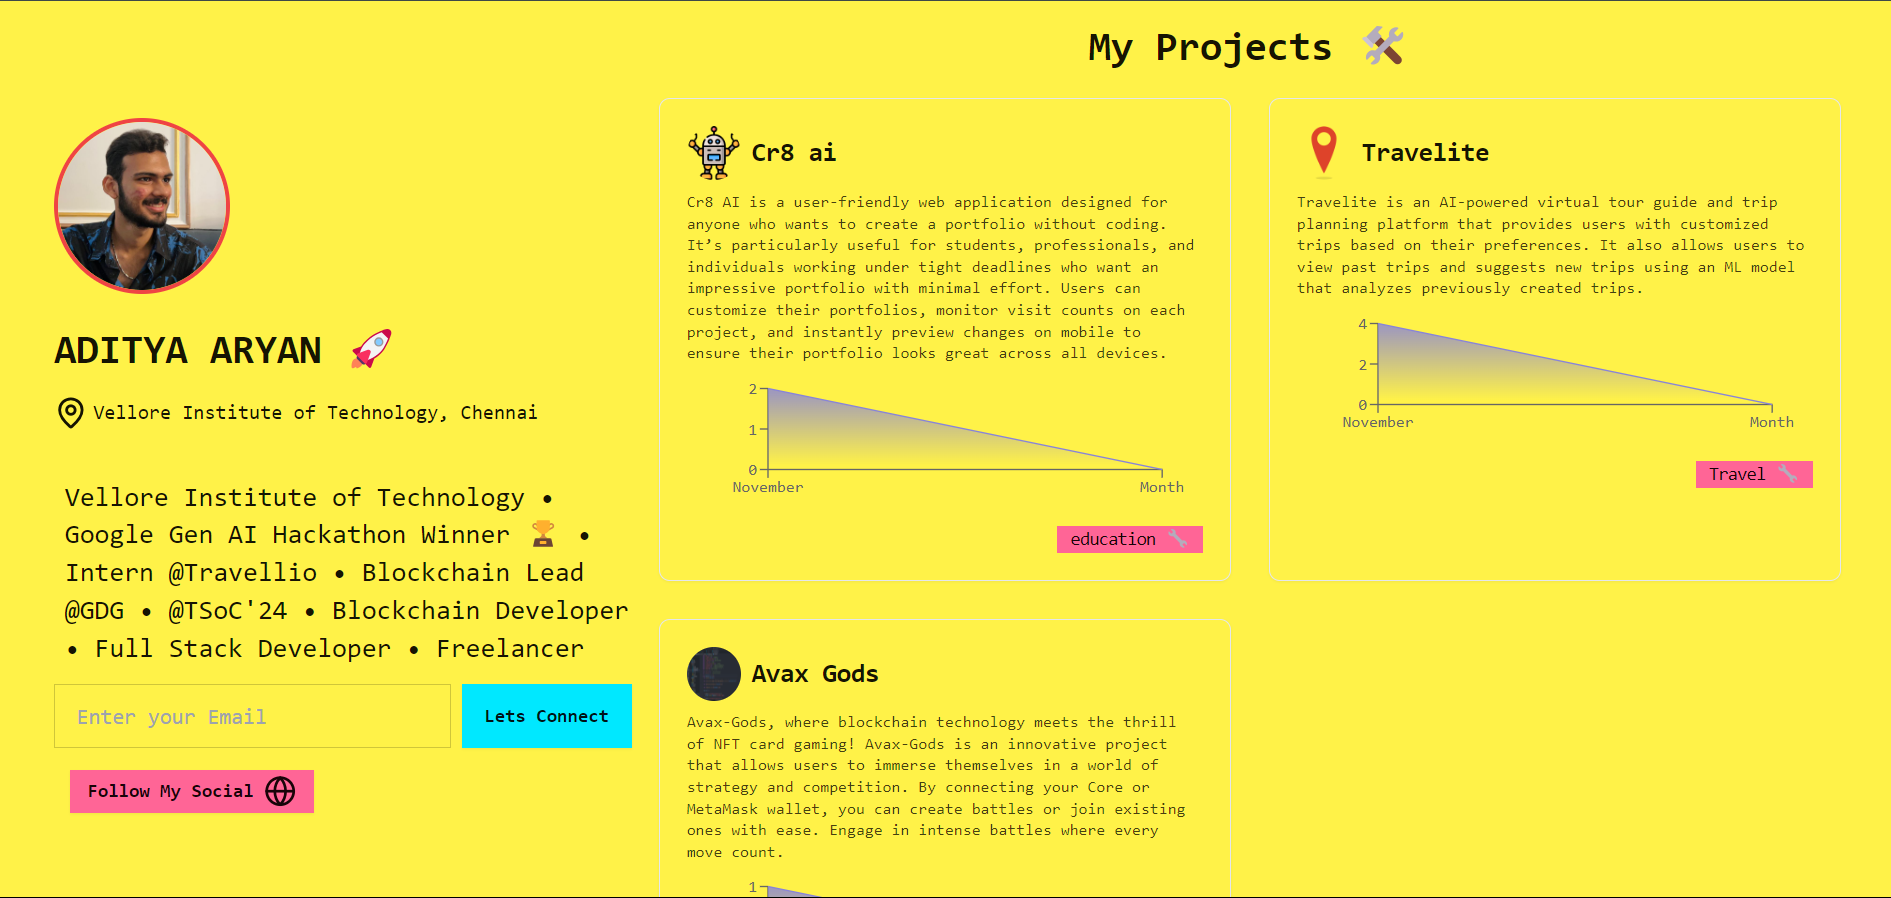 My Projects
ADITYA ARYAN
Vellore Institute of Technology, Chennai
Vellore Institute of Technology •
Google Gen AI Hackathon Winner 🏆 •
Intern @Travellio • Blockchain Lead
@GDG • @TSoC'24 • Blockchain Developer
• Full Stack Developer • Freelancer
Enter your Email
Lets Connect
Follow My Social
Cr8 ai
Cr8 AI is a user-friendly web application designed for
anyone who wants to create a portfolio without coding.
It’s particularly useful for students, professionals, and
individuals working under tight deadlines who want an
impressive portfolio with minimal effort. Users can
customize their portfolios, monitor visit counts on each
project, and instantly preview changes on mobile to
ensure their portfolio looks great across all devices.
2
1
0
November Month
education
Travelite
Travelite is an AI-powered virtual tour guide and trip
planning platform that provides users with customized
trips based on their preferences. It also allows users to
view past trips and suggests new trips using an ML model
that analyzes previously created trips.
4
2
0
November Month
Travel
Avax Gods
Avax-Gods, where blockchain technology meets the thrill
of NFT card gaming! Avax-Gods is an innovative project
that allows users to immerse themselves in a world of
strategy and competition. By connecting your Core or
MetaMask wallet, you can create battles or join existing
ones with ease. Engage in intense battles where every
move count.
1